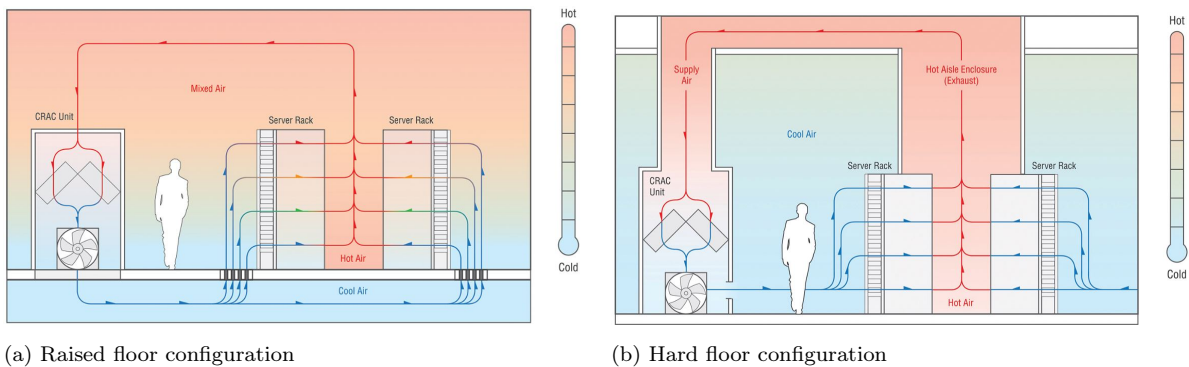 Hot
Mixed Air
CRAC Unit
Server Rack
Server Rack
Hot Air
Cool Air
Cold
(a) Raised floor configuration
Hot
Supply
Air
Hot Aisle Enclosure
(Exhaust)
Cool Air
Server Rack
Server Rack
CRAC
Unit
Hot Air
Cold
(b) Hard floor configuration